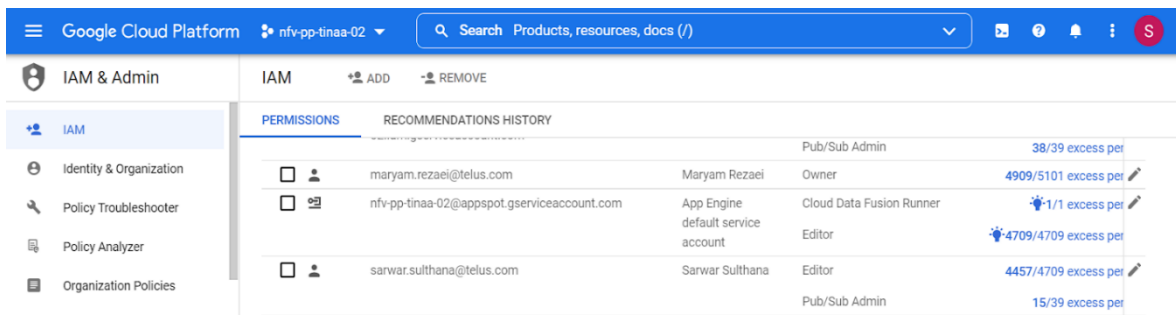 Google Cloud Platform nfv-pp-tinaa-02 Search Products, resources, docs (/) S
IAM & Admin
IAM ADD REMOVE
IAM
PERMISSIONS RECOMMENDATIONS HISTORY
Pub/Sub Admin 38/39 excess per
Identity & Organization
maryam.rezaei@telus.com Maryam Rezaei Owner 4909/5101 excess per
Policy Troubleshooter
nfv-pp-tinaa-02@appspot.gserviceaccount.com App Engine Cloud Data Fusion Runner 1/1 excess per
default service
account Editor 4709/4709 excess per
Policy Analyzer
sarwar.sulthana@telus.com Sarwar Sulthana Editor 4457/4709 excess per
Organization Policies
Pub/Sub Admin 15/39 excess per